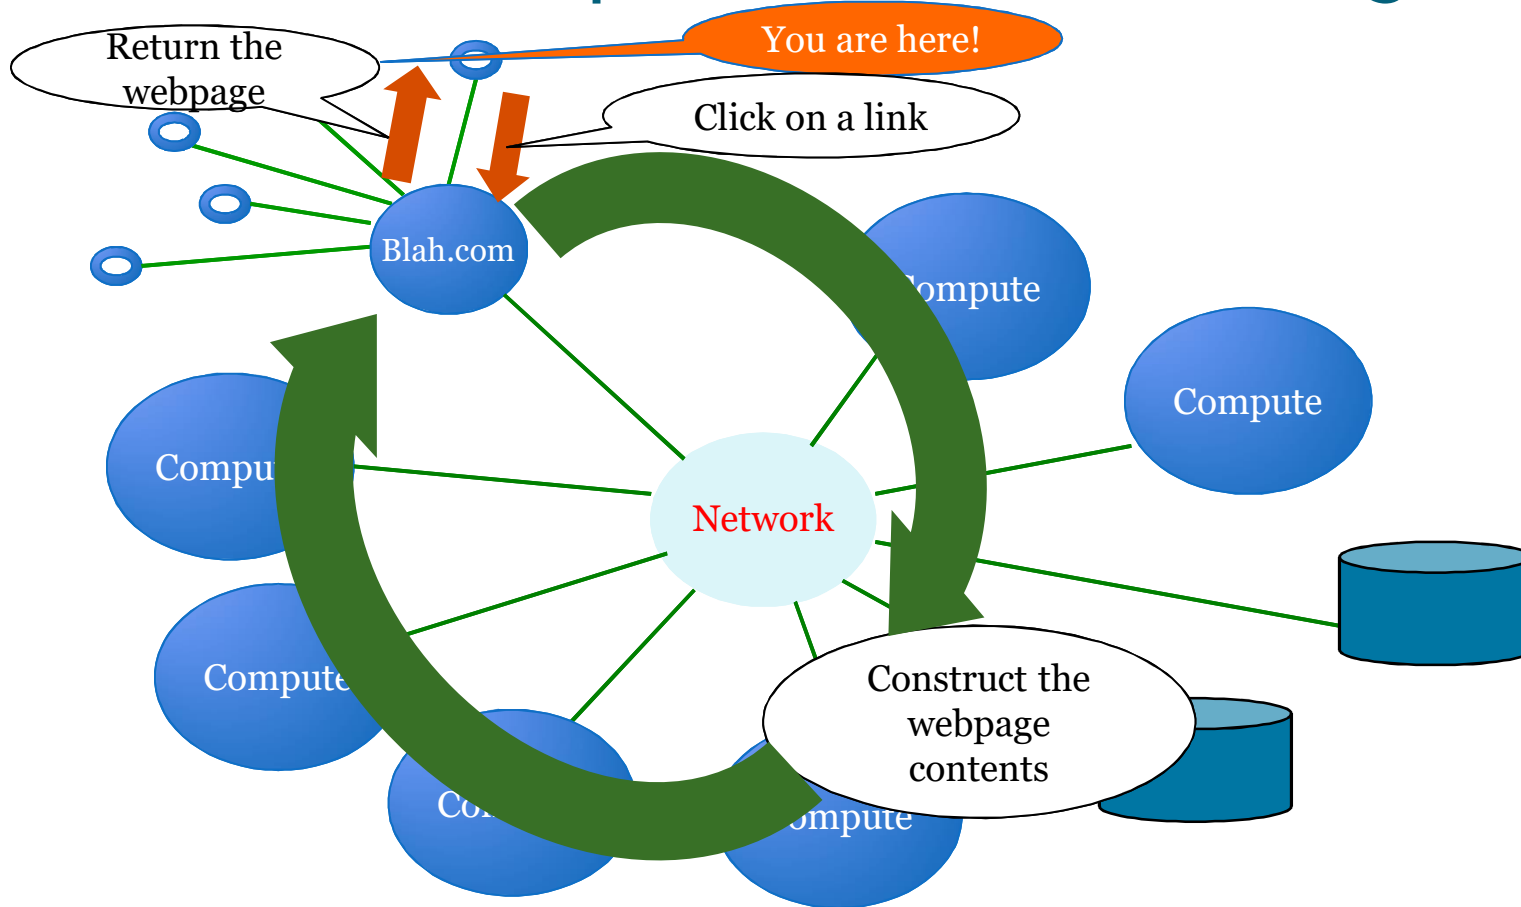 Return the
webpage
You are here!
Click on a link
Blah.com
Compute
Compute
Network
Compute
Construct the
webpage
contents